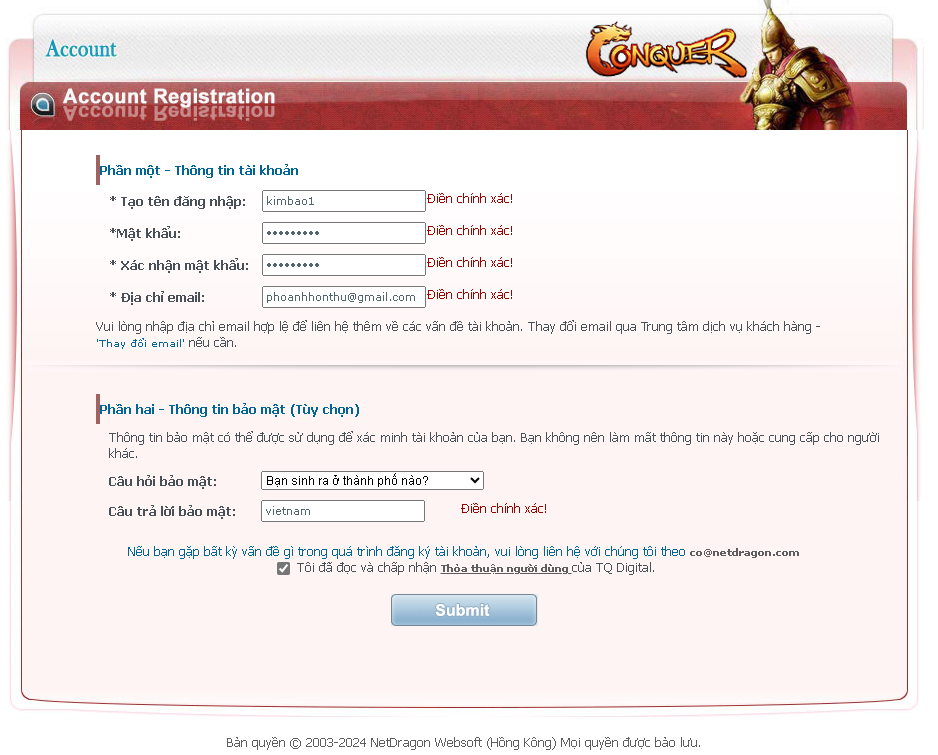 Account
CONQUER
Account Registration
Phần một - Thông tin tài khoản
* Tạo tên đăng nhập: kimbao1 Điền chính xác!
*Mật khẩu: ••••••••• Điền chính xác!
* Xác nhận mật khẩu: ••••••••• Điền chính xác!
* Địa chỉ email: phoanhhonthu@gmail.com Điền chính xác!
Vui lòng nhập địa chỉ email hợp lệ để liên hệ thêm về các vấn đề tài khoản. Thay đổi email qua Trung tâm dịch vụ khách hàng -
'Thay đổi email' nếu cần.
Phần hai - Thông tin bảo mật (Tùy chọn)
Thông tin bảo mật có thể được sử dụng để xác minh tài khoản của bạn. Bạn không nên làm mất thông tin này hoặc cung cấp cho người
khác.
Câu hỏi bảo mật: Bạn sinh ra ở thành phố nào?
Câu trả lời bảo mật: vietnam Điền chính xác!
Nếu bạn gặp bất kỳ vấn đề gì trong quá trình đăng ký tài khoản, vui lòng liên hệ với chúng tôi theo co@netdragon.com
Tôi đã đọc và chấp nhận Thỏa thuận người dùng của TQ Digital.
Submit
Bản quyền © 2003-2024 NetDragon Websoft (Hồng Kông) Mọi quyền được bảo lưu.